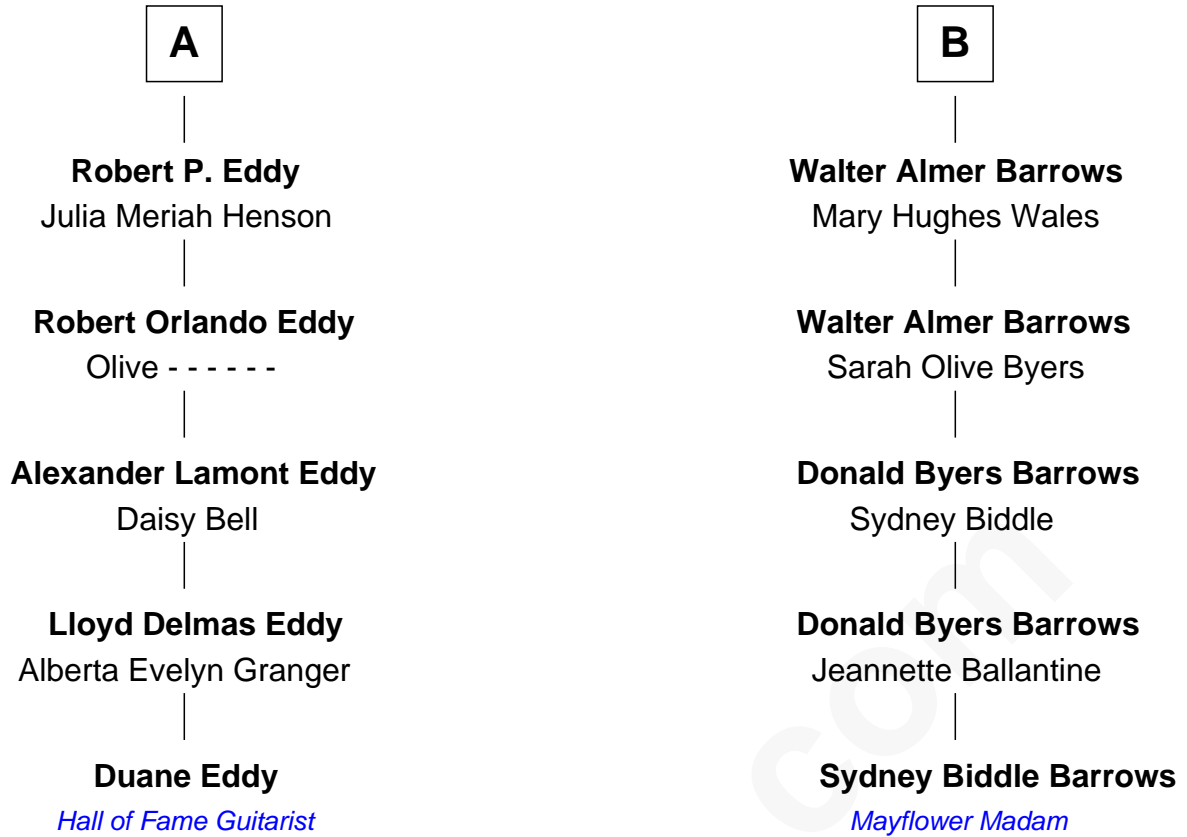 A
Robert P. Eddy
Julia Meriah Henson
Robert Orlando Eddy
Olive - - - - - -
Alexander Lamont Eddy
Daisy Bell
Lloyd Delmas Eddy
Alberta Evelyn Granger
Duane Eddy
Hall of Fame Guitarist
B
Walter Almer Barrows
Mary Hughes Wales
Walter Almer Barrows
Sarah Olive Byers
Donald Byers Barrows
Sydney Biddle
Donald Byers Barrows
Jeannette Ballantine
Sydney Biddle Barrows
Mayflower Madam
com